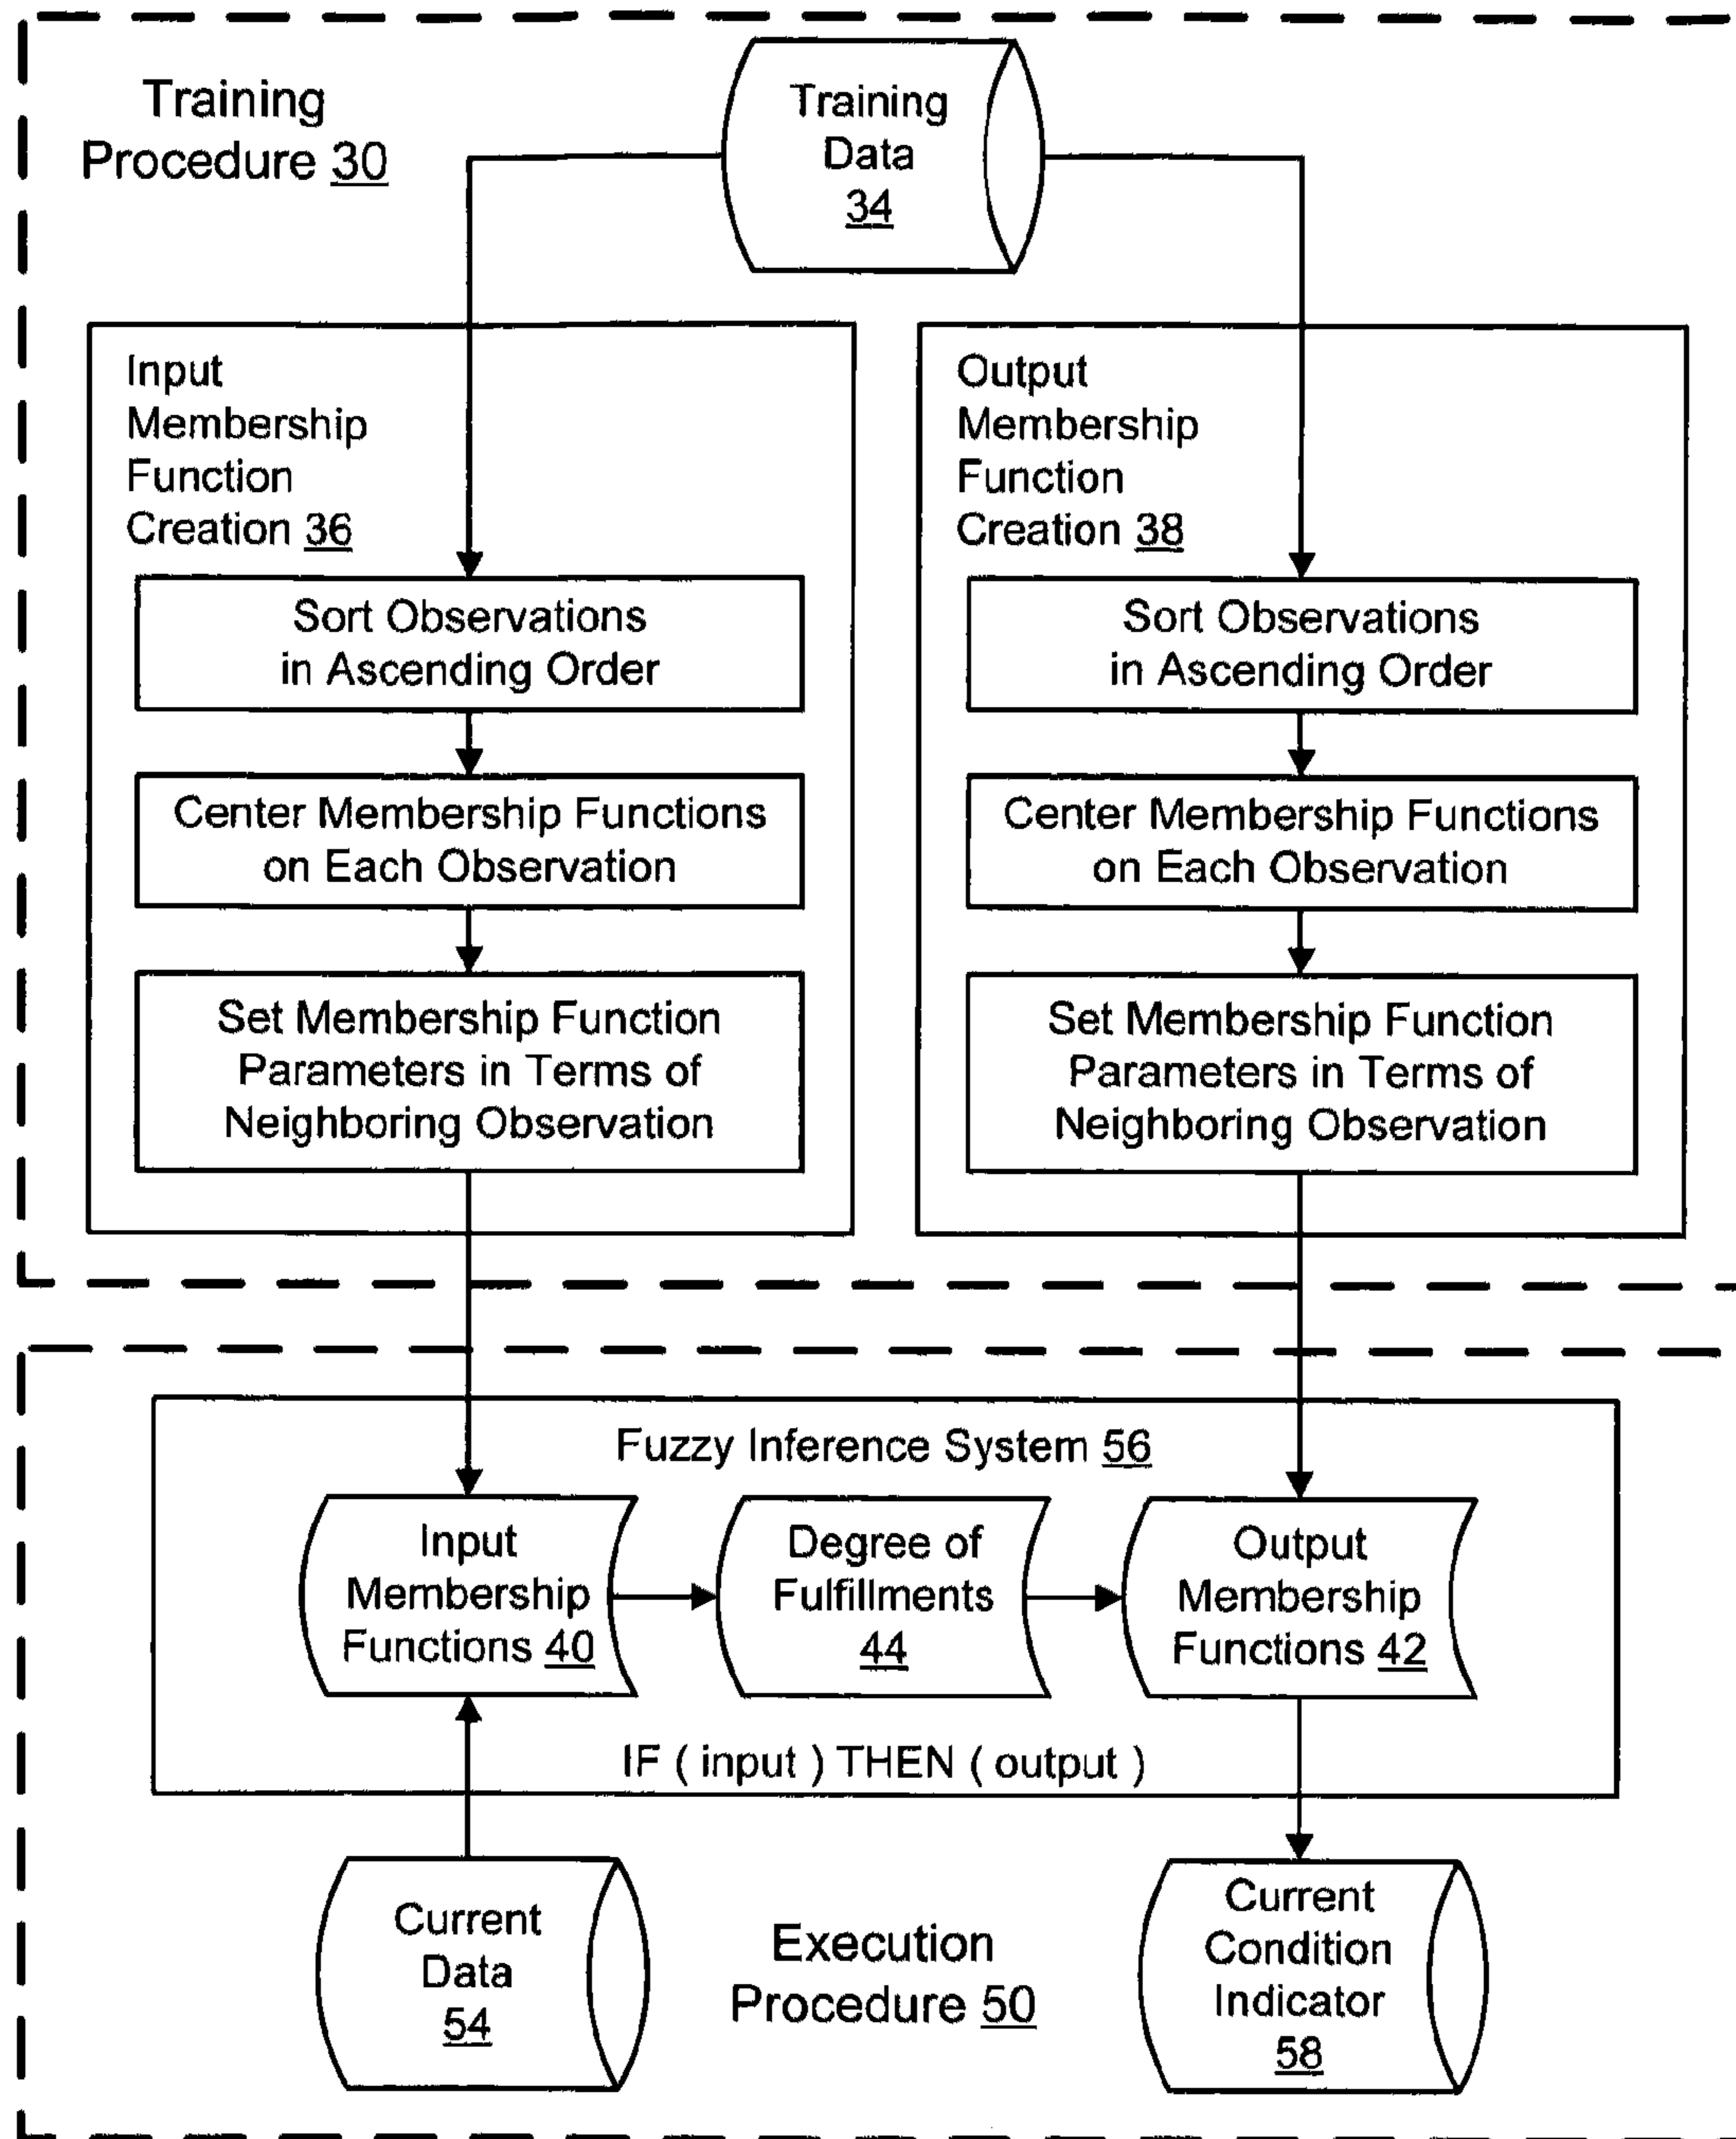 Training
Procedure 30
Training
Data
34
Input
Membership
Function
Creation 36
Sort Observations
in Ascending Order
Center Membership Functions
on Each Observation
Set Membership Function
Parameters in Terms of
Neighboring Observation
Output
Membership
Function
Creation 38
Sort Observations
in Ascending Order
Center Membership Functions
on Each Observation
Set Membership Function
Parameters in Terms of
Neighboring Observation
Fuzzy Inference System 56
Input
Membership
Functions 40
Degree of
Fulfillments
44
Output
Membership
Functions 42
IF ( input ) THEN ( output )
Current
Data
54
Execution
Procedure 50
Current
Condition
Indicator
58